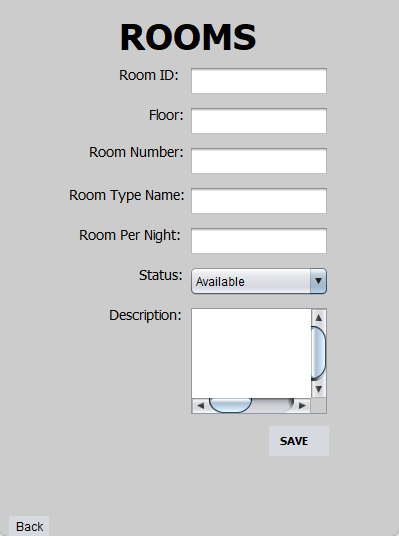 ROOMS
Room ID:
Floor:
Room Number:
Room Type Name:
Room Per Night:
Status:
Available
Description:
SAVE
Back